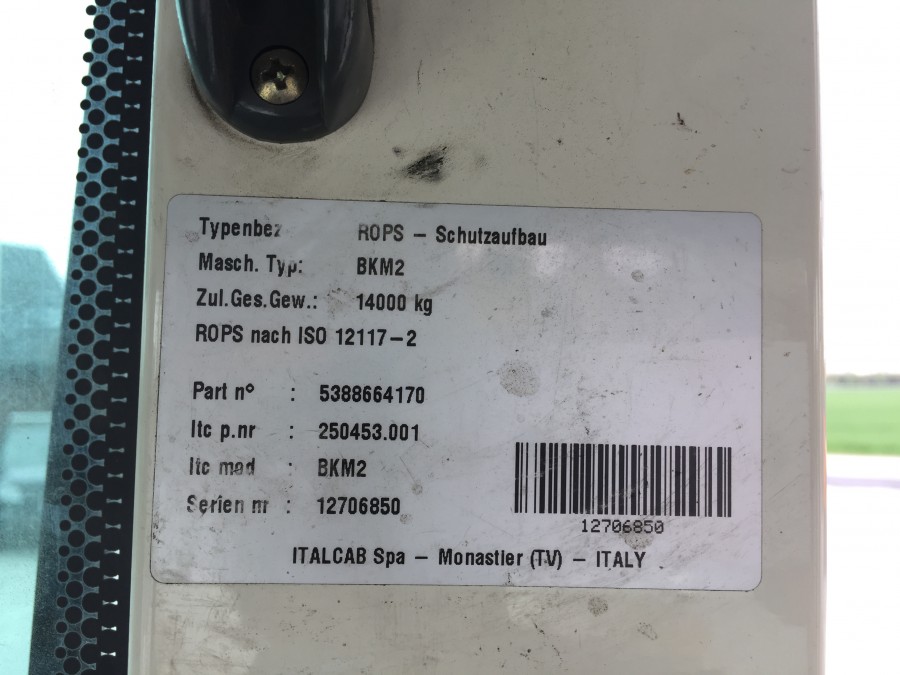 Typenbez ROPS – Schutzaufbau
Masch. Typ: BKM2
Zul.Ges.Gew.: 14000 kg
ROPS nach ISO 12117–2
Part n° : 5388664170
Itc p.nr : 250453.001
Itc mod : BKM2
Serien nr : 12706850
12706850
ITALCAB Spa – Monastier (TV) – ITALY